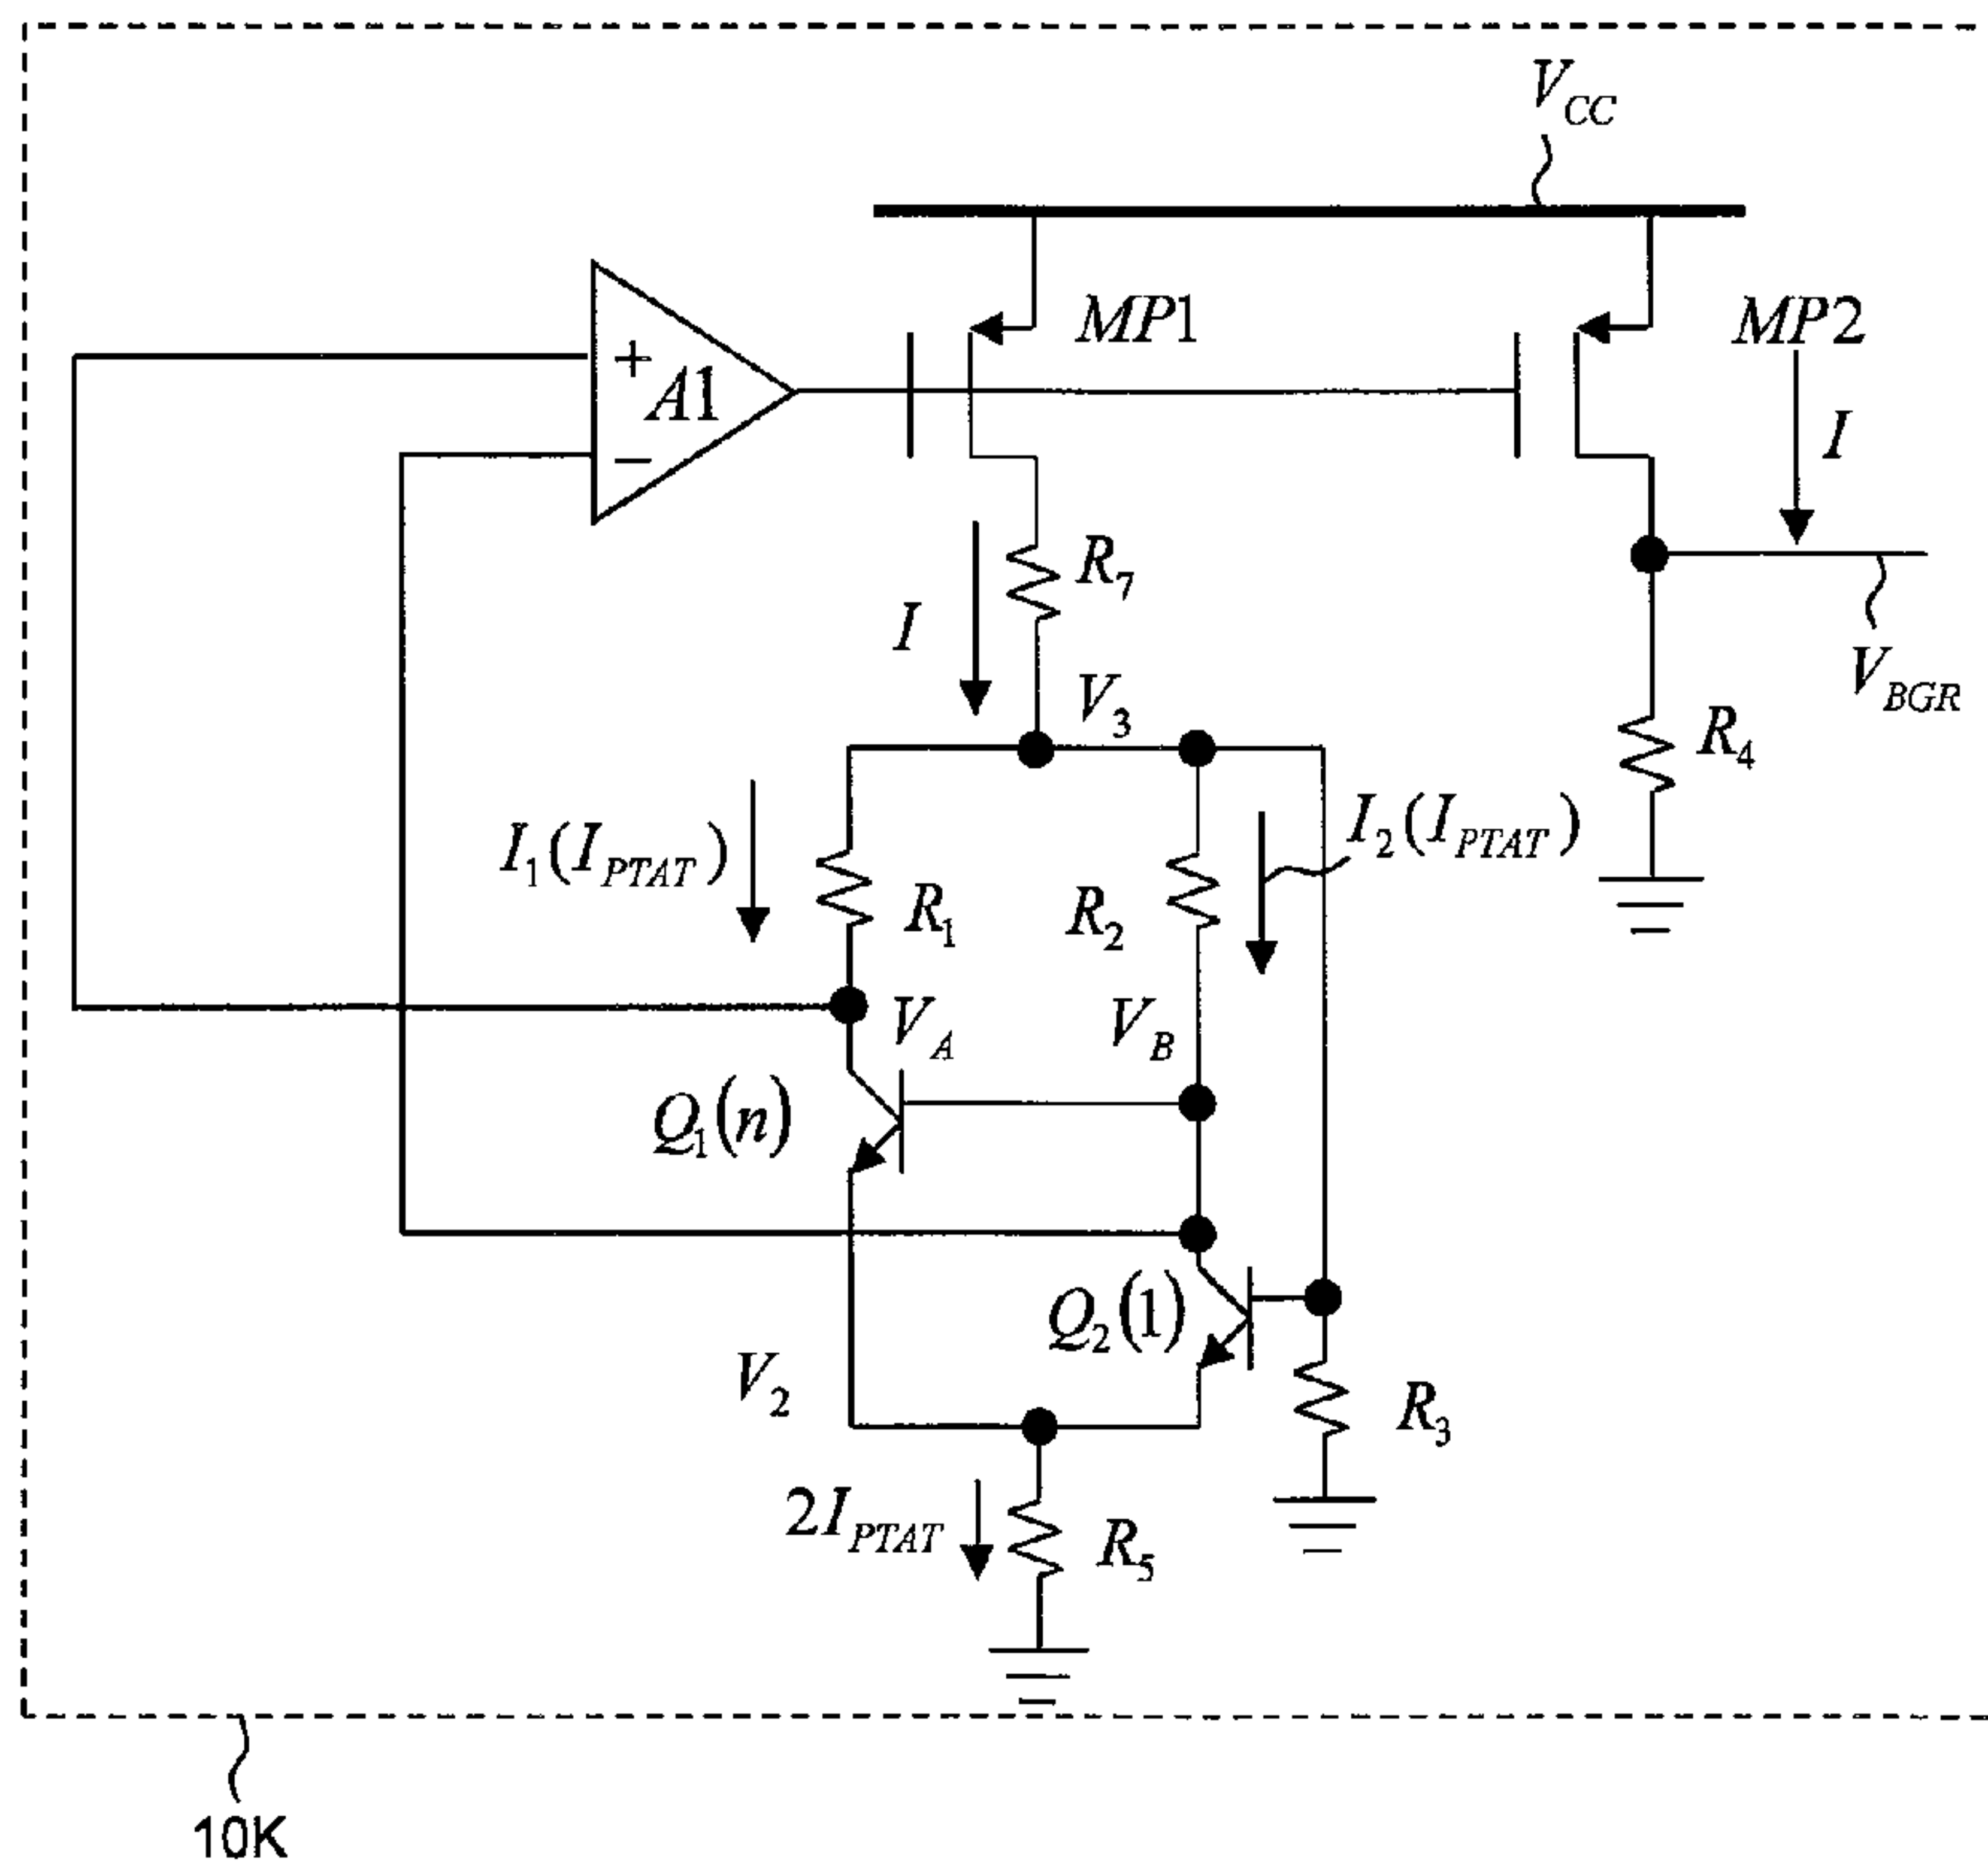 V_CC
MP1
MP2
+
A1
−
I
R_7
I
V_3
V_BGR
R_4
I_1(I_PTAT)
I_2(I_PTAT)
R_1
R_2
V_A
V_B
Q_1(n)
Q_2(1)
V_2
R_3
2I_PTAT
R_5
10K